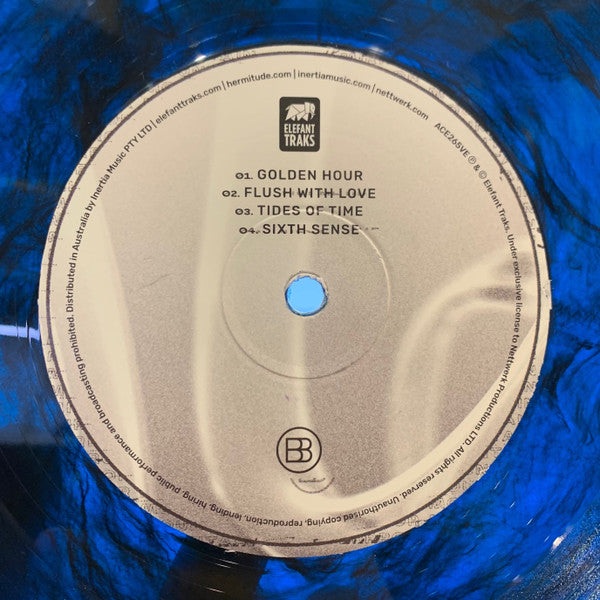 elefanttraks.com | hermitude.com | inertiamusic.com | nettwerk.com
ACE265VE ℗ & © Elefant Traks. Under exclusive license to Nettwerk Productions LTD. All rights reserved. Unauthorised copying, reproduction, lending, hiring, public performance and broadcasting prohibited. Distributed in Australia by Inertia Music PTY LTD |
ELEFANT
TRAKS
01. GOLDEN HOUR
02. FLUSH WITH LOVE
03. TIDES OF TIME
04. SIXTH SENSE
BB